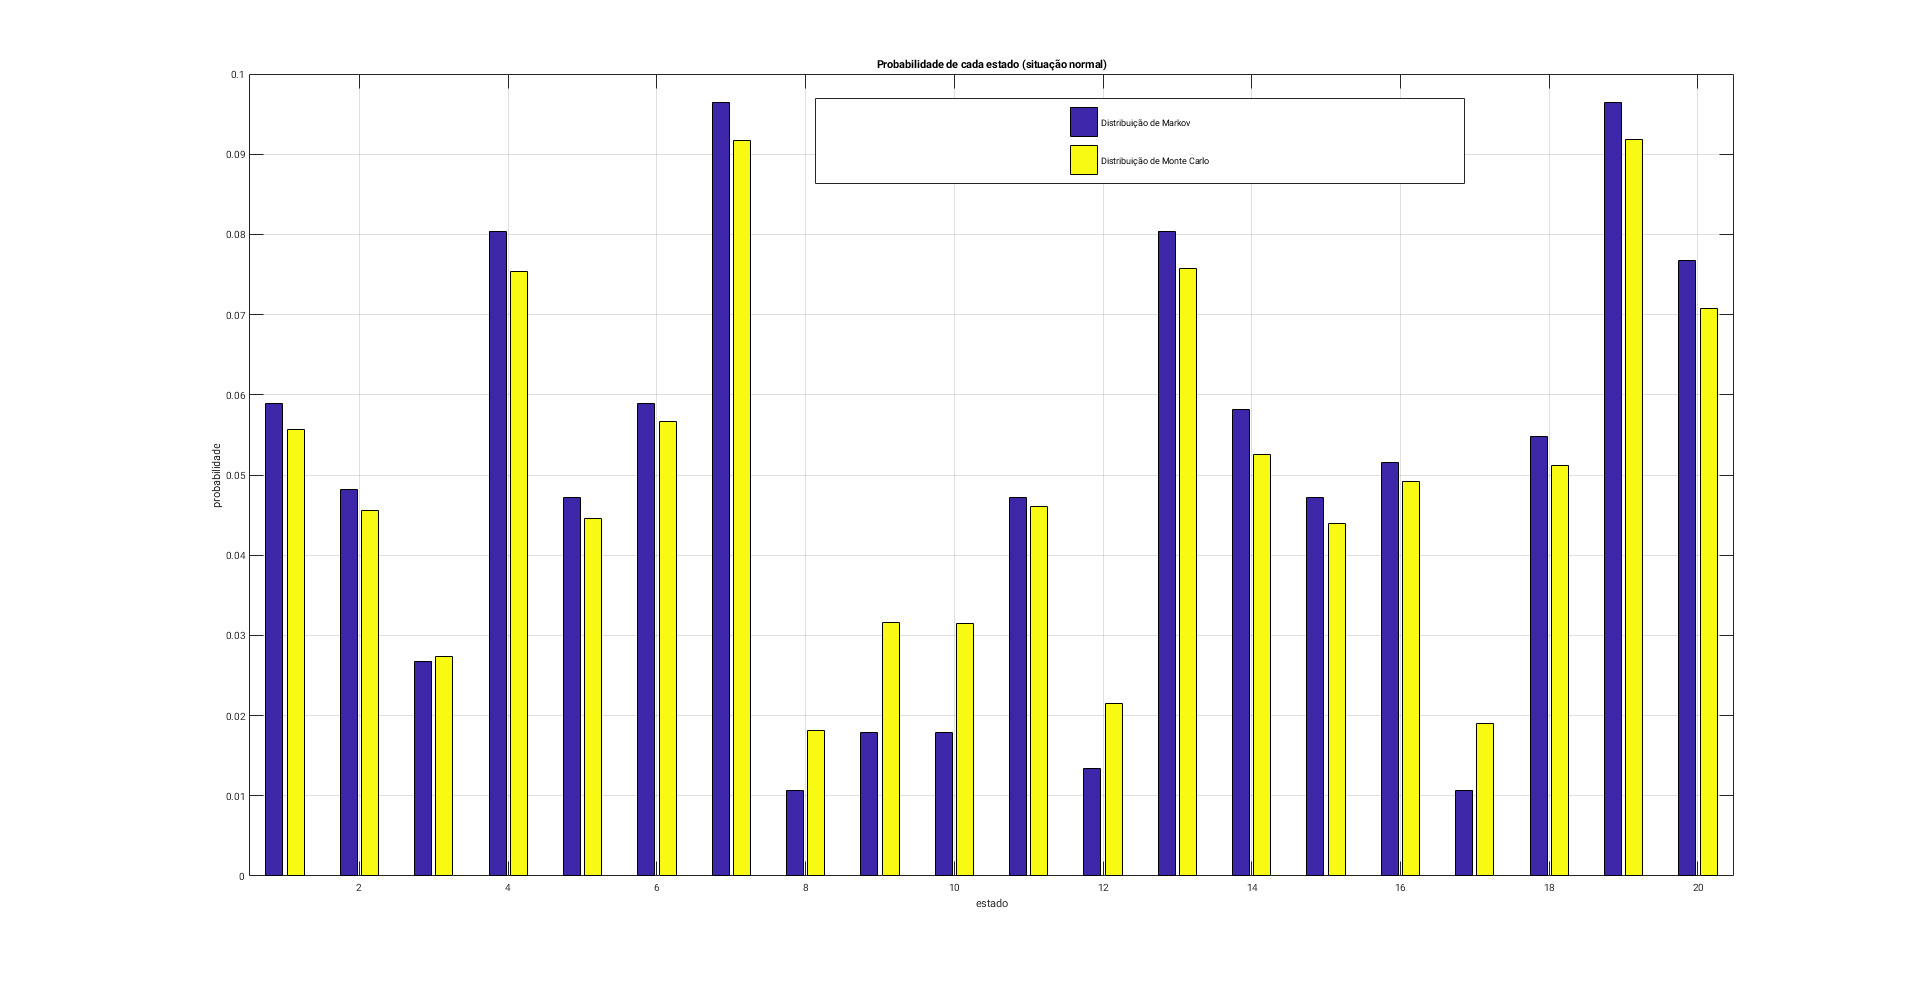 Probabilidade de cada estado (situação normal)
Distribuição de Markov
Distribuição de Monte Carlo
0.1
0.09
0.08
0.07
0.06
0.05
0.04
0.03
0.02
0.01
0
probabilidade
2 4 6 8 10 12 14 16 18 20
estado